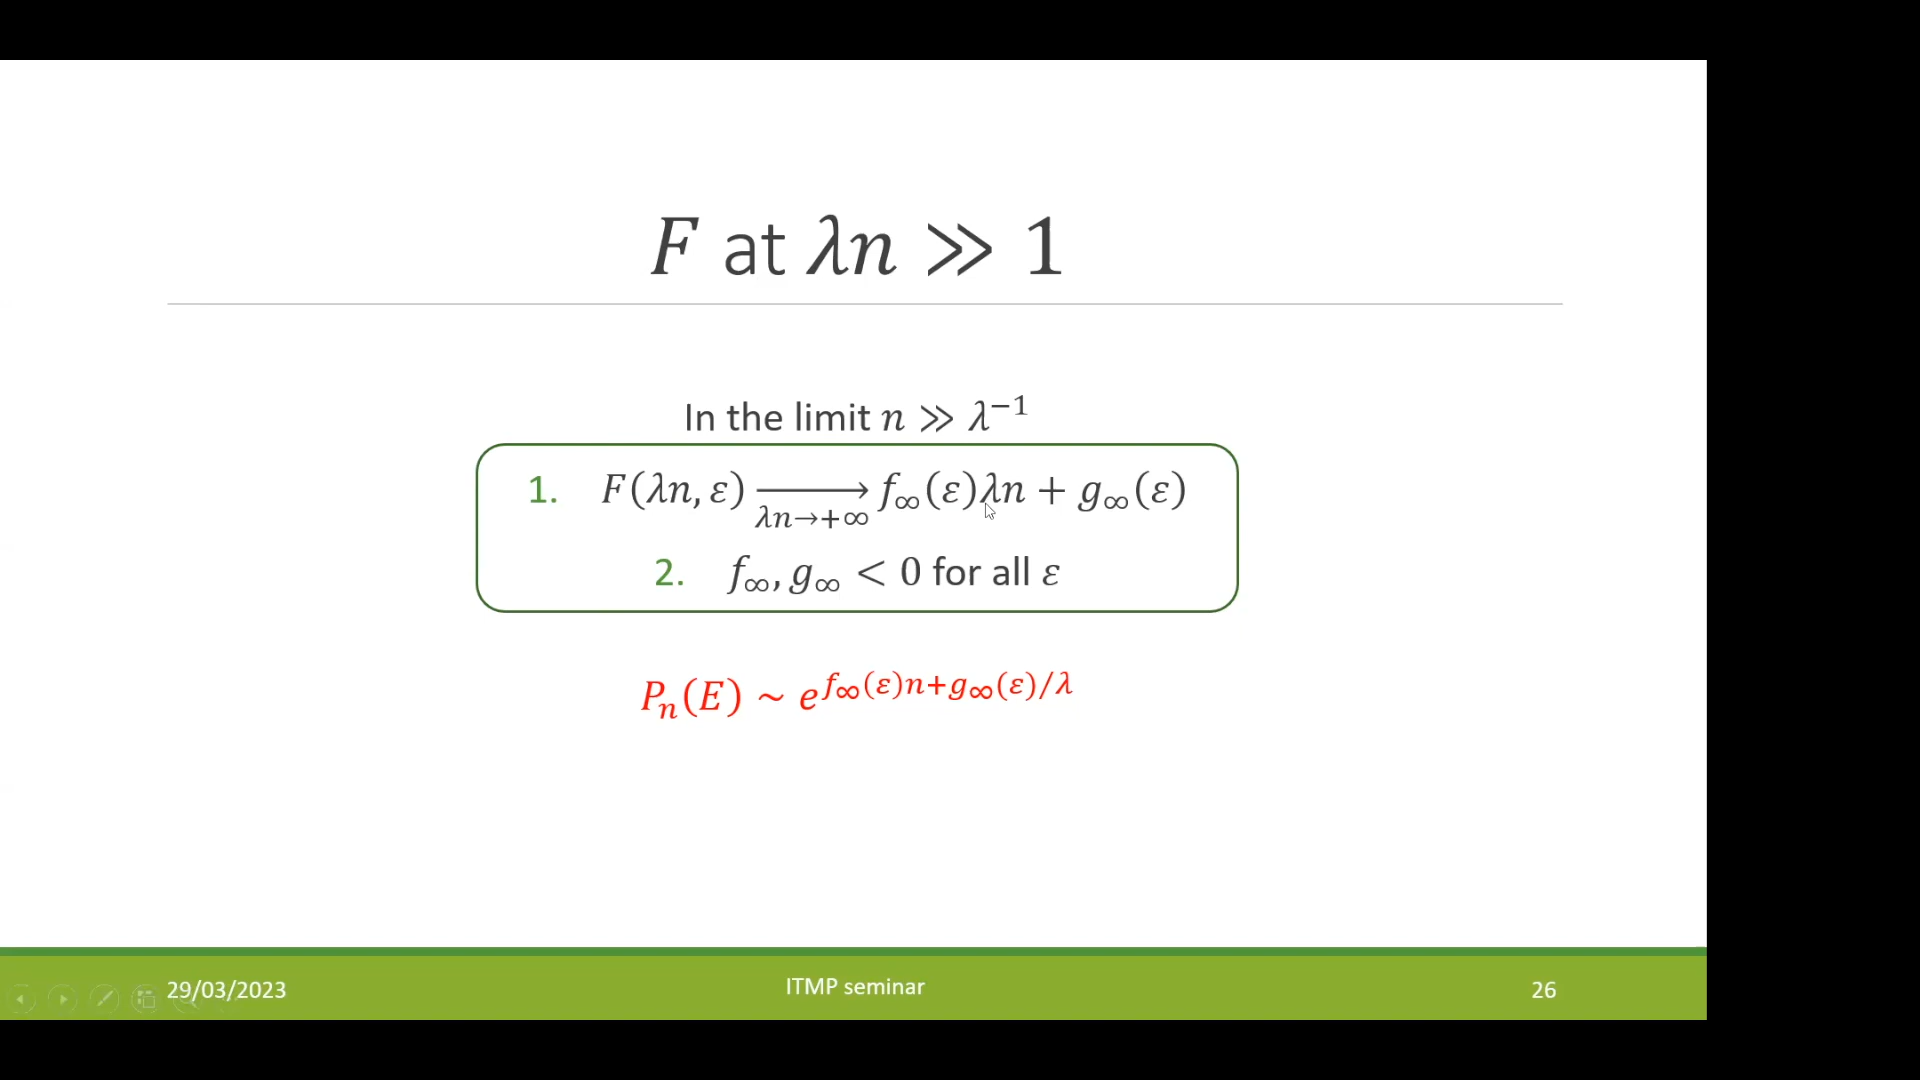 F at λn ≫ 1
In the limit n ≫ λ⁻¹
1. F(λn, ε) ⟶ f∞(ε)λn + g∞(ε)
λn→+∞
2. f∞, g∞ < 0 for all ε
Pₙ(E) ~ e^{f∞(ε)n+g∞(ε)/λ}
29/03/2023 ITMP seminar 26